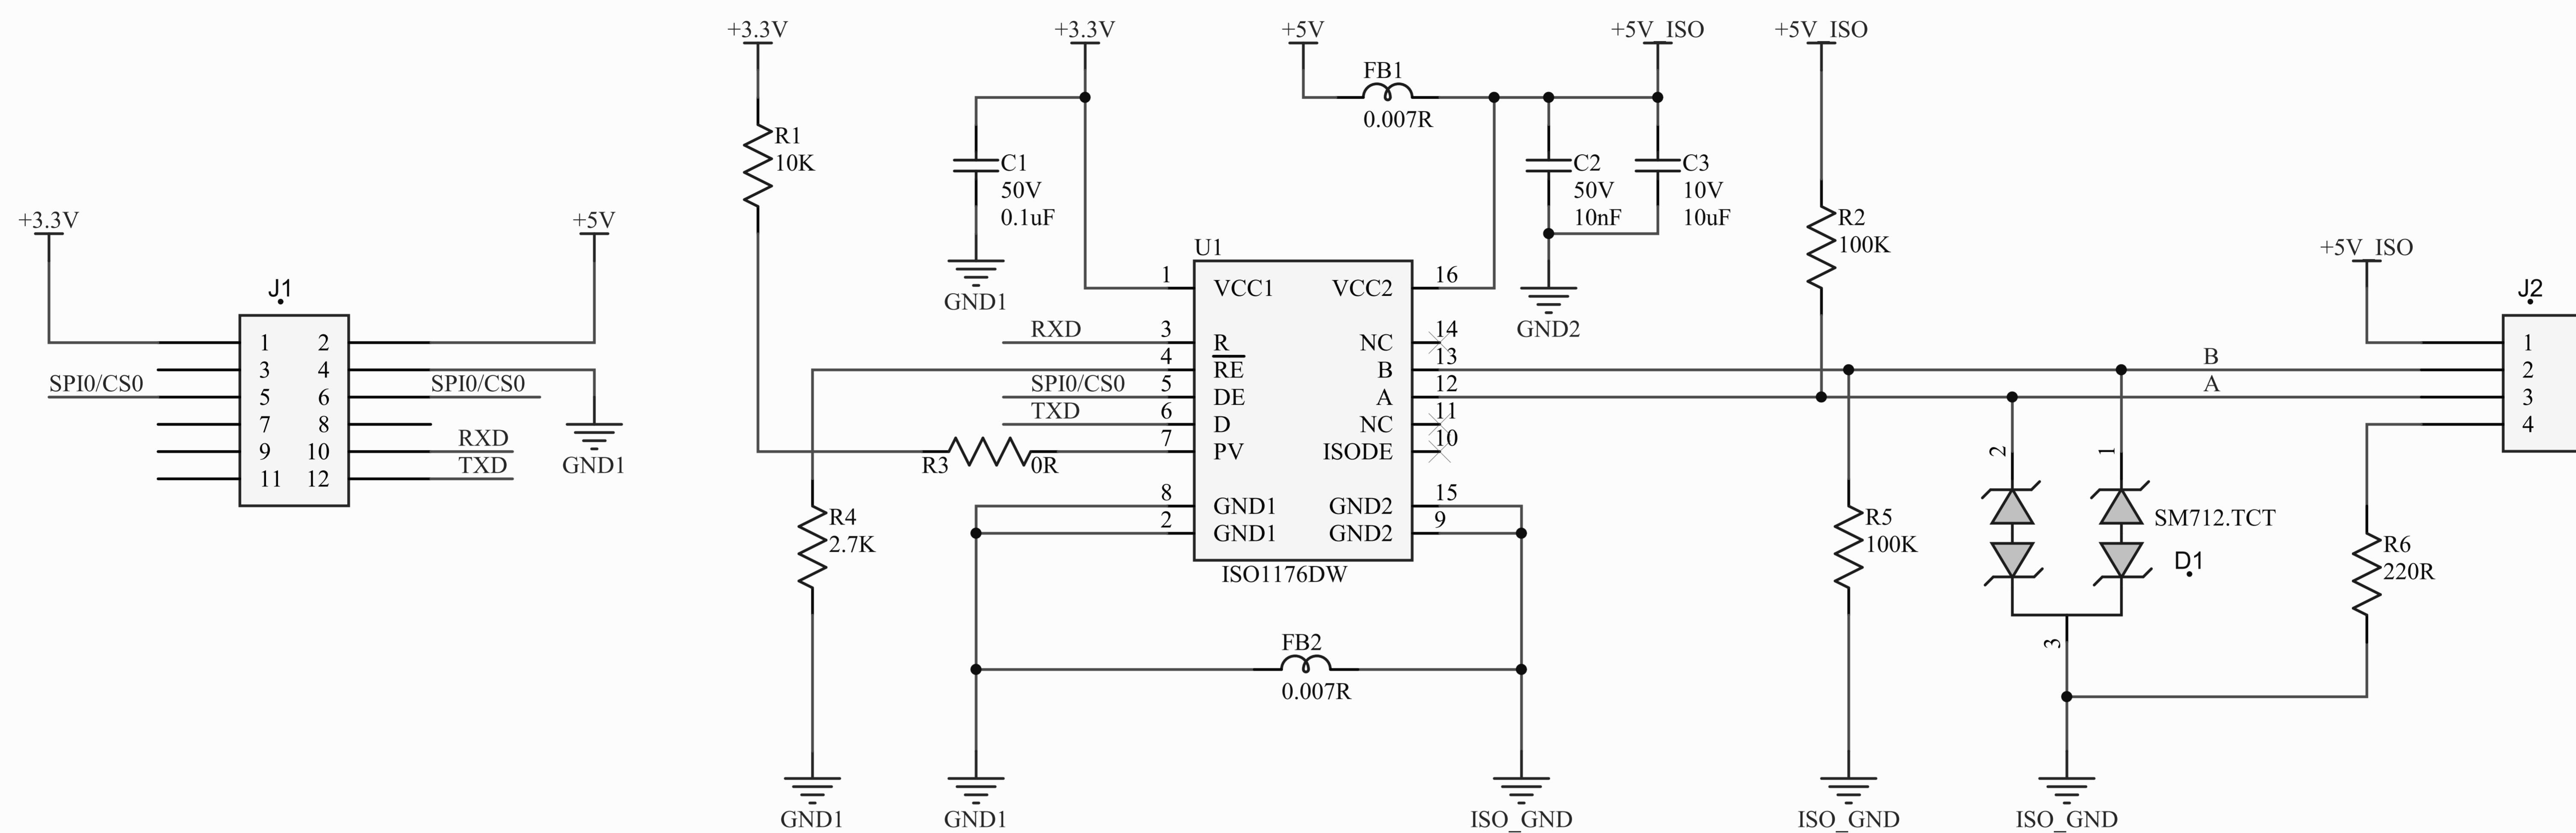 +3.3V
+5V
J1
1 2
3 4
SPI0/CS0 5 6 SPI0/CS0
7 8
9 10 RXD
11 12 TXD
GND1
+3.3V
R1
10K
+3.3V
C1
50V
0.1uF
GND1
+5V
FB1
0.007R
+5V_ISO
C2
50V
10nF
C3
10V
10uF
GND2
U1
1 VCC1 VCC2 16
RXD 3 R NC 14
4 RE B 13
SPI0/CS0 5 DE A 12
TXD 6 D NC 11
R3 0R 7 PV ISODE 10
8 GND1 GND2 15
2 GND1 GND2 9
ISO1176DW
R4
2.7K
FB2
0.007R
GND1
GND1
ISO_GND
+5V_ISO
R2
100K
B
A
R5
100K
ISO_GND
2
1
SM712.TCT
D1
3
ISO_GND
+5V_ISO
J2
1
2
3
4
R6
220R